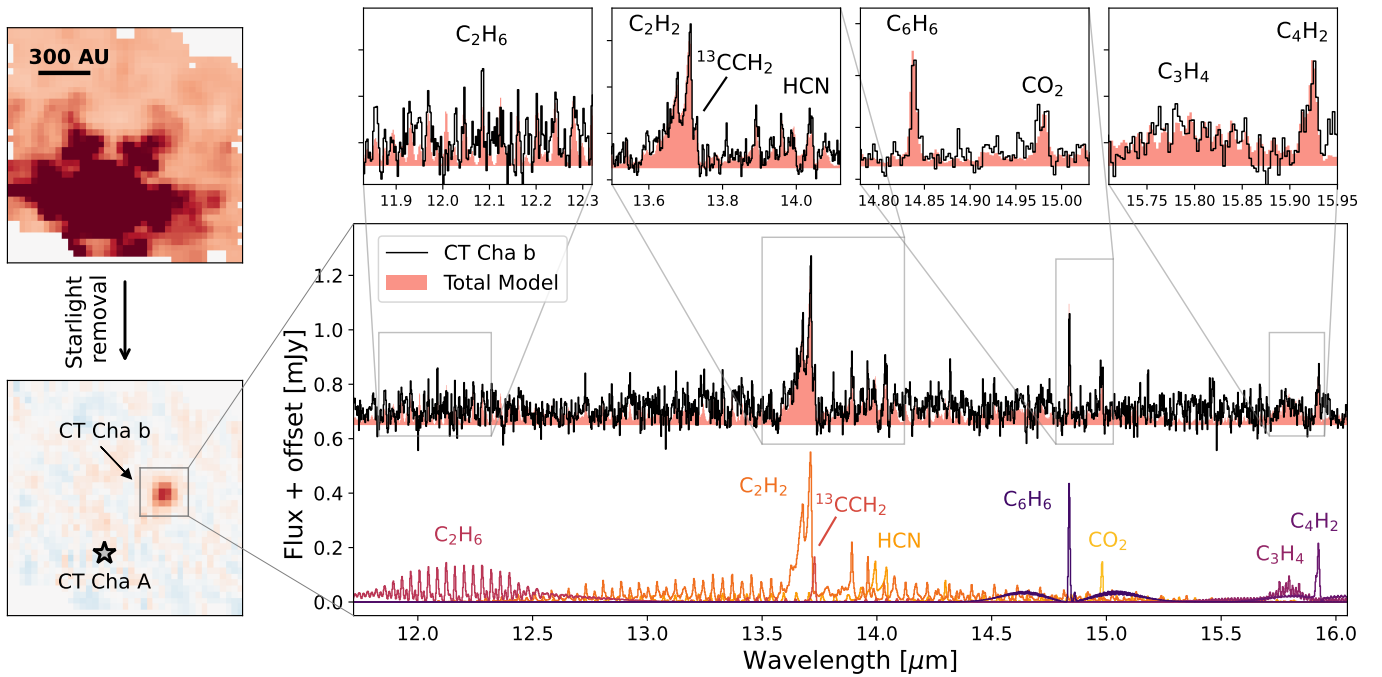 300 AU
Starlight
removal
CT Cha b
CT Cha A
C₂H₆
11.9 12.0 12.1 12.2 12.3
C₂H₂
¹³CCH₂
HCN
13.6 13.8 14.0
C₆H₆
CO₂
14.80 14.85 14.90 14.95 15.00
C₃H₄
C₄H₂
15.75 15.80 15.85 15.90 15.95
CT Cha b
Total Model
Flux + offset [mJy]
1.2
1.0
0.8
0.6
0.4
0.2
0.0
C₂H₆
C₂H₂
¹³CCH₂
HCN
C₆H₆
CO₂
C₃H₄
C₄H₂
12.0 12.5 13.0 13.5 14.0 14.5 15.0 15.5 16.0
Wavelength [μm]